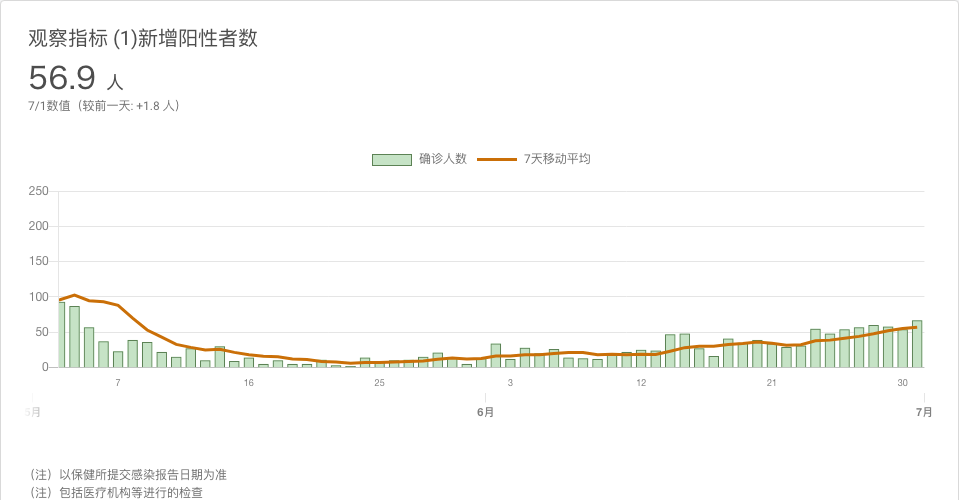 观察指标 (1)新增阳性者数
56.9 人
7/1数值（较前一天: +1.8 人）
确诊人数 7天移动平均
250
200
150
100
50
0
7 16 25 3 12 21 30
5月 6月 7月
（注）以保健所提交感染报告日期为准
（注）包括医疗机构等进行的检查